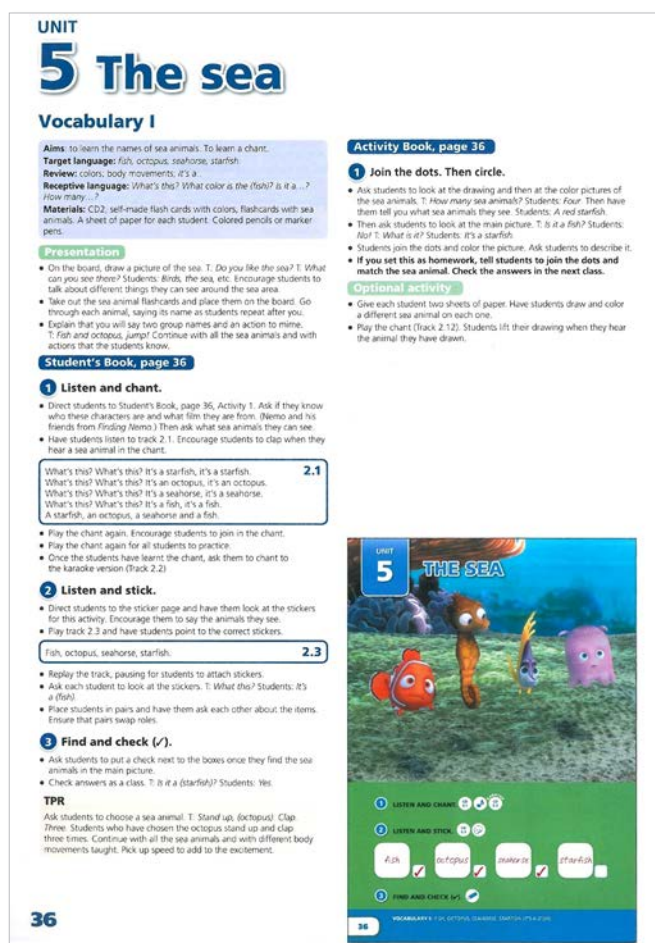 UNIT
5 The sea
Vocabulary I
Aims: to learn the names of sea animals. To learn a chant.
Target language: fish, octopus, seahorse, starfish.
Review: colors, body movements; it's a...
Receptive language: What's this? What color is the (fish)? Is it a...?
How many...?
Materials: CD2, self-made flash cards with colors, flashcards with sea
animals. A sheet of paper for each student. Colored pencils or marker
pens.
Presentation
• On the board, draw a picture of the sea. T: Do you like the sea? T: What
can you see there? Students: Birds, the sea, etc. Encourage students to
talk about different things they can see around the sea area.
• Take out the sea animal flashcards and place them on the board. Go
through each animal, saying its name as students repeat after you.
• Explain that you will say two group names and an action to mime.
T: Fish and octopus, jump! Continue with all the sea animals and with
actions that the students know.
Student's Book, page 36
1 Listen and chant.
• Direct students to Student's Book, page 36, Activity 1. Ask if they know
who these characters are and what film they are from. (Nemo and his
friends from Finding Nemo.) Then ask what sea animals they can see.
• Have students listen to track 2.1. Encourage students to clap when they
hear a sea animal in the chant.
What's this? What's this? It's a starfish, it's a starfish. 2.1
What's this? What's this? It's an octopus, it's an octopus.
What's this? What's this? It's a seahorse, it's a seahorse.
What's this? What's this? It's a fish, it's a fish.
A starfish, an octopus, a seahorse and a fish.
• Play the chant again. Encourage students to join in the chant.
• Play the chant again for all students to practice.
• Once the students have learnt the chant, ask them to chant to
the karaoke version (Track 2.2)
2 Listen and stick.
• Direct students to the sticker page and have them look at the stickers
for this activity. Encourage them to say the animals they see.
• Play track 2.3 and have students point to the correct stickers.
Fish, octopus, seahorse, starfish. 2.3
• Replay the track, pausing for students to attach stickers.
• Ask each student to look at the stickers. T: What this? Students: It's
a (fish).
• Place students in pairs and have them ask each other about the items.
Ensure that pairs swap roles.
3 Find and check (✓).
• Ask students to put a check next to the boxes once they find the sea
animals in the main picture.
• Check answers as a class. T: Is it a (starfish)? Students: Yes.
TPR
Ask students to choose a sea animal. T: Stand up, (octopus). Clap.
Three. Students who have chosen the octopus stand up and clap
three times. Continue with all the sea animals and with different body
movements taught. Pick up speed to add to the excitement.
36
Activity Book, page 36
1 Join the dots. Then circle.
• Ask students to look at the drawing and then at the color pictures of
the sea animals. T: How many sea animals? Students: Four. Then have
them tell you what sea animals they see. Students: A red starfish.
• Then ask students to look at the main picture. T: Is it a fish? Students:
No! T: What is it? Students: It's a starfish.
• Students join the dots and color the picture. Ask students to describe it.
• If you set this as homework, tell students to join the dots and
match the sea animal. Check the answers in the next class.
Optional activity
• Give each student two sheets of paper. Have students draw and color
a different sea animal on each one.
• Play the chant (Track 2.12). Students lift their drawing when they hear
the animal they have drawn.
UNIT
5 THE SEA
1 LISTEN AND CHANT.
2 LISTEN AND STICK.
fish octopus seahorse starfish
3 FIND AND CHECK (✓).
36